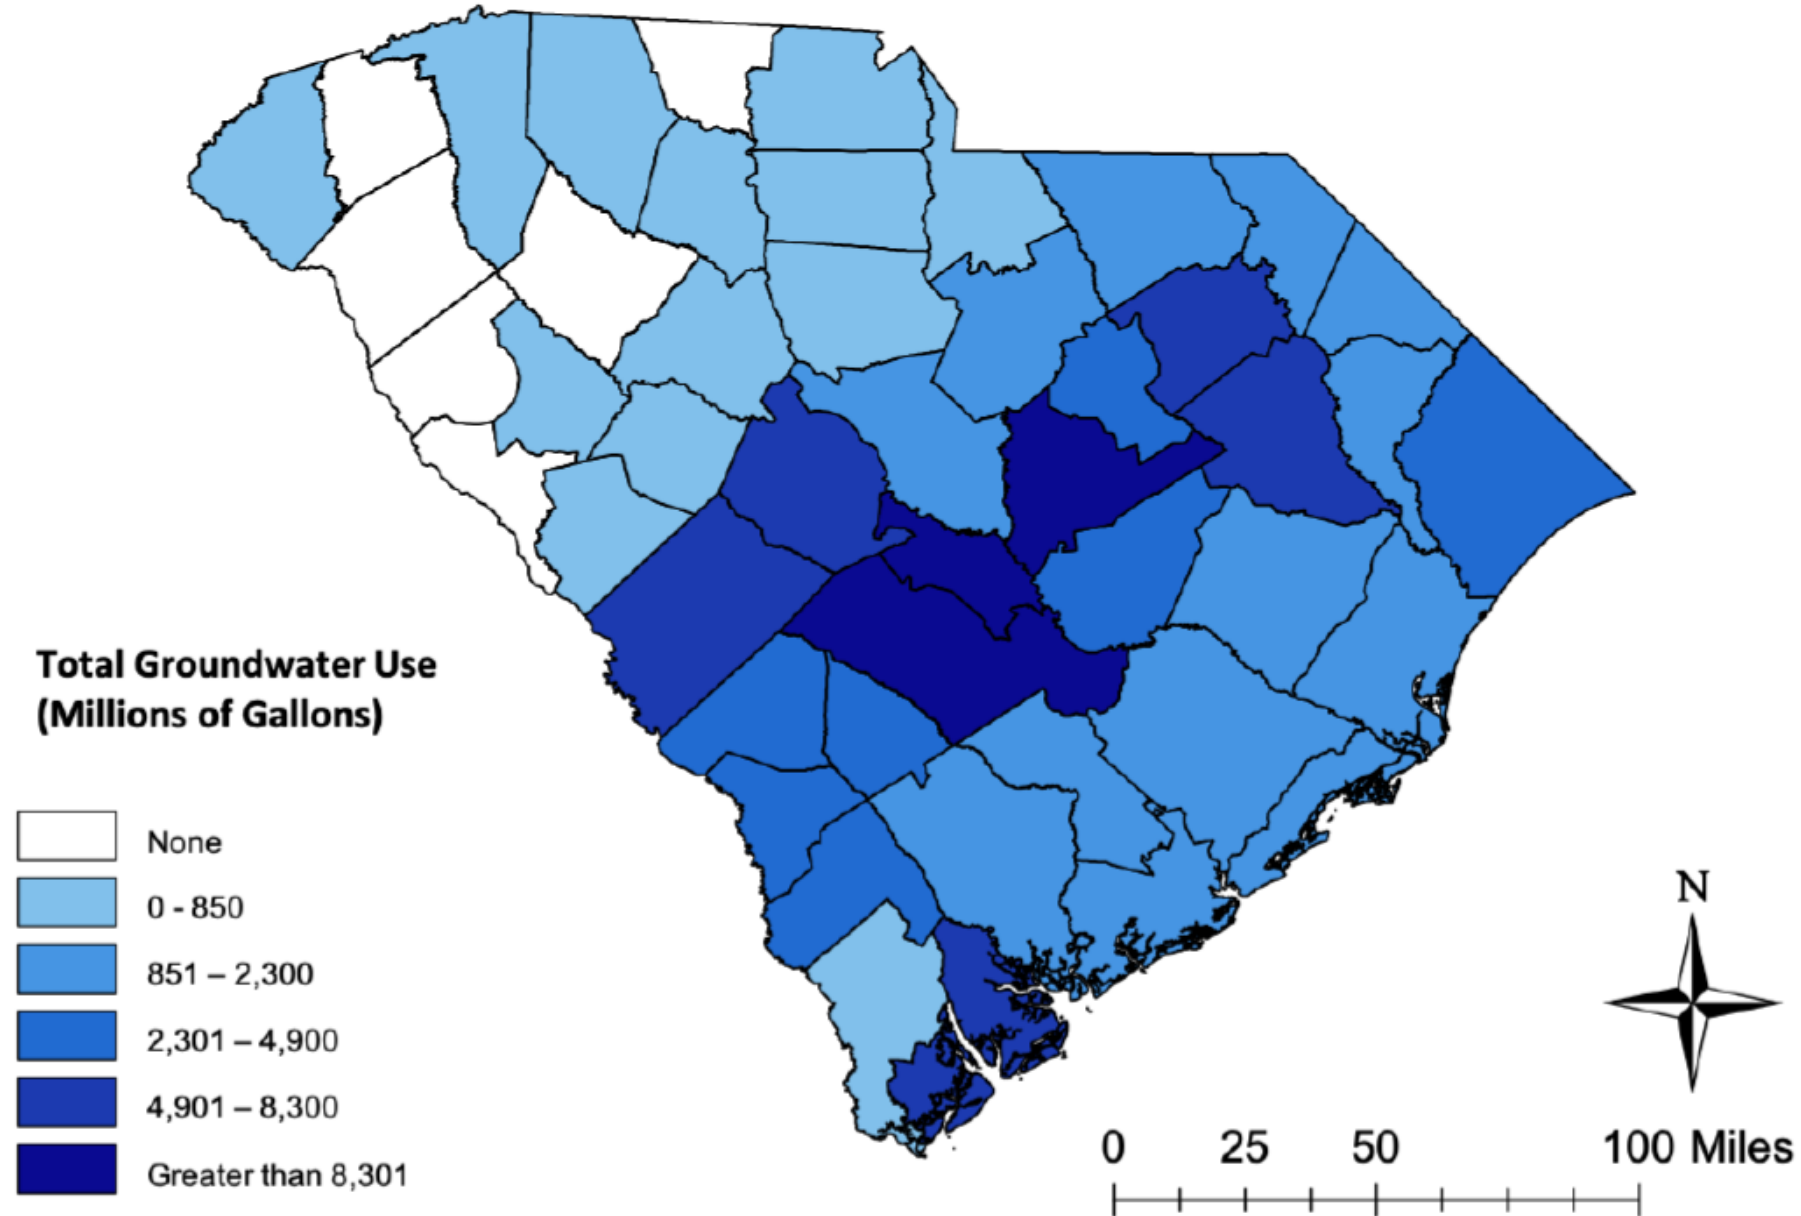 Total Groundwater Use
(Millions of Gallons)
None
0 - 850
851 – 2,300
2,301 – 4,900
4,901 – 8,300
Greater than 8,301
N
0 25 50 100 Miles